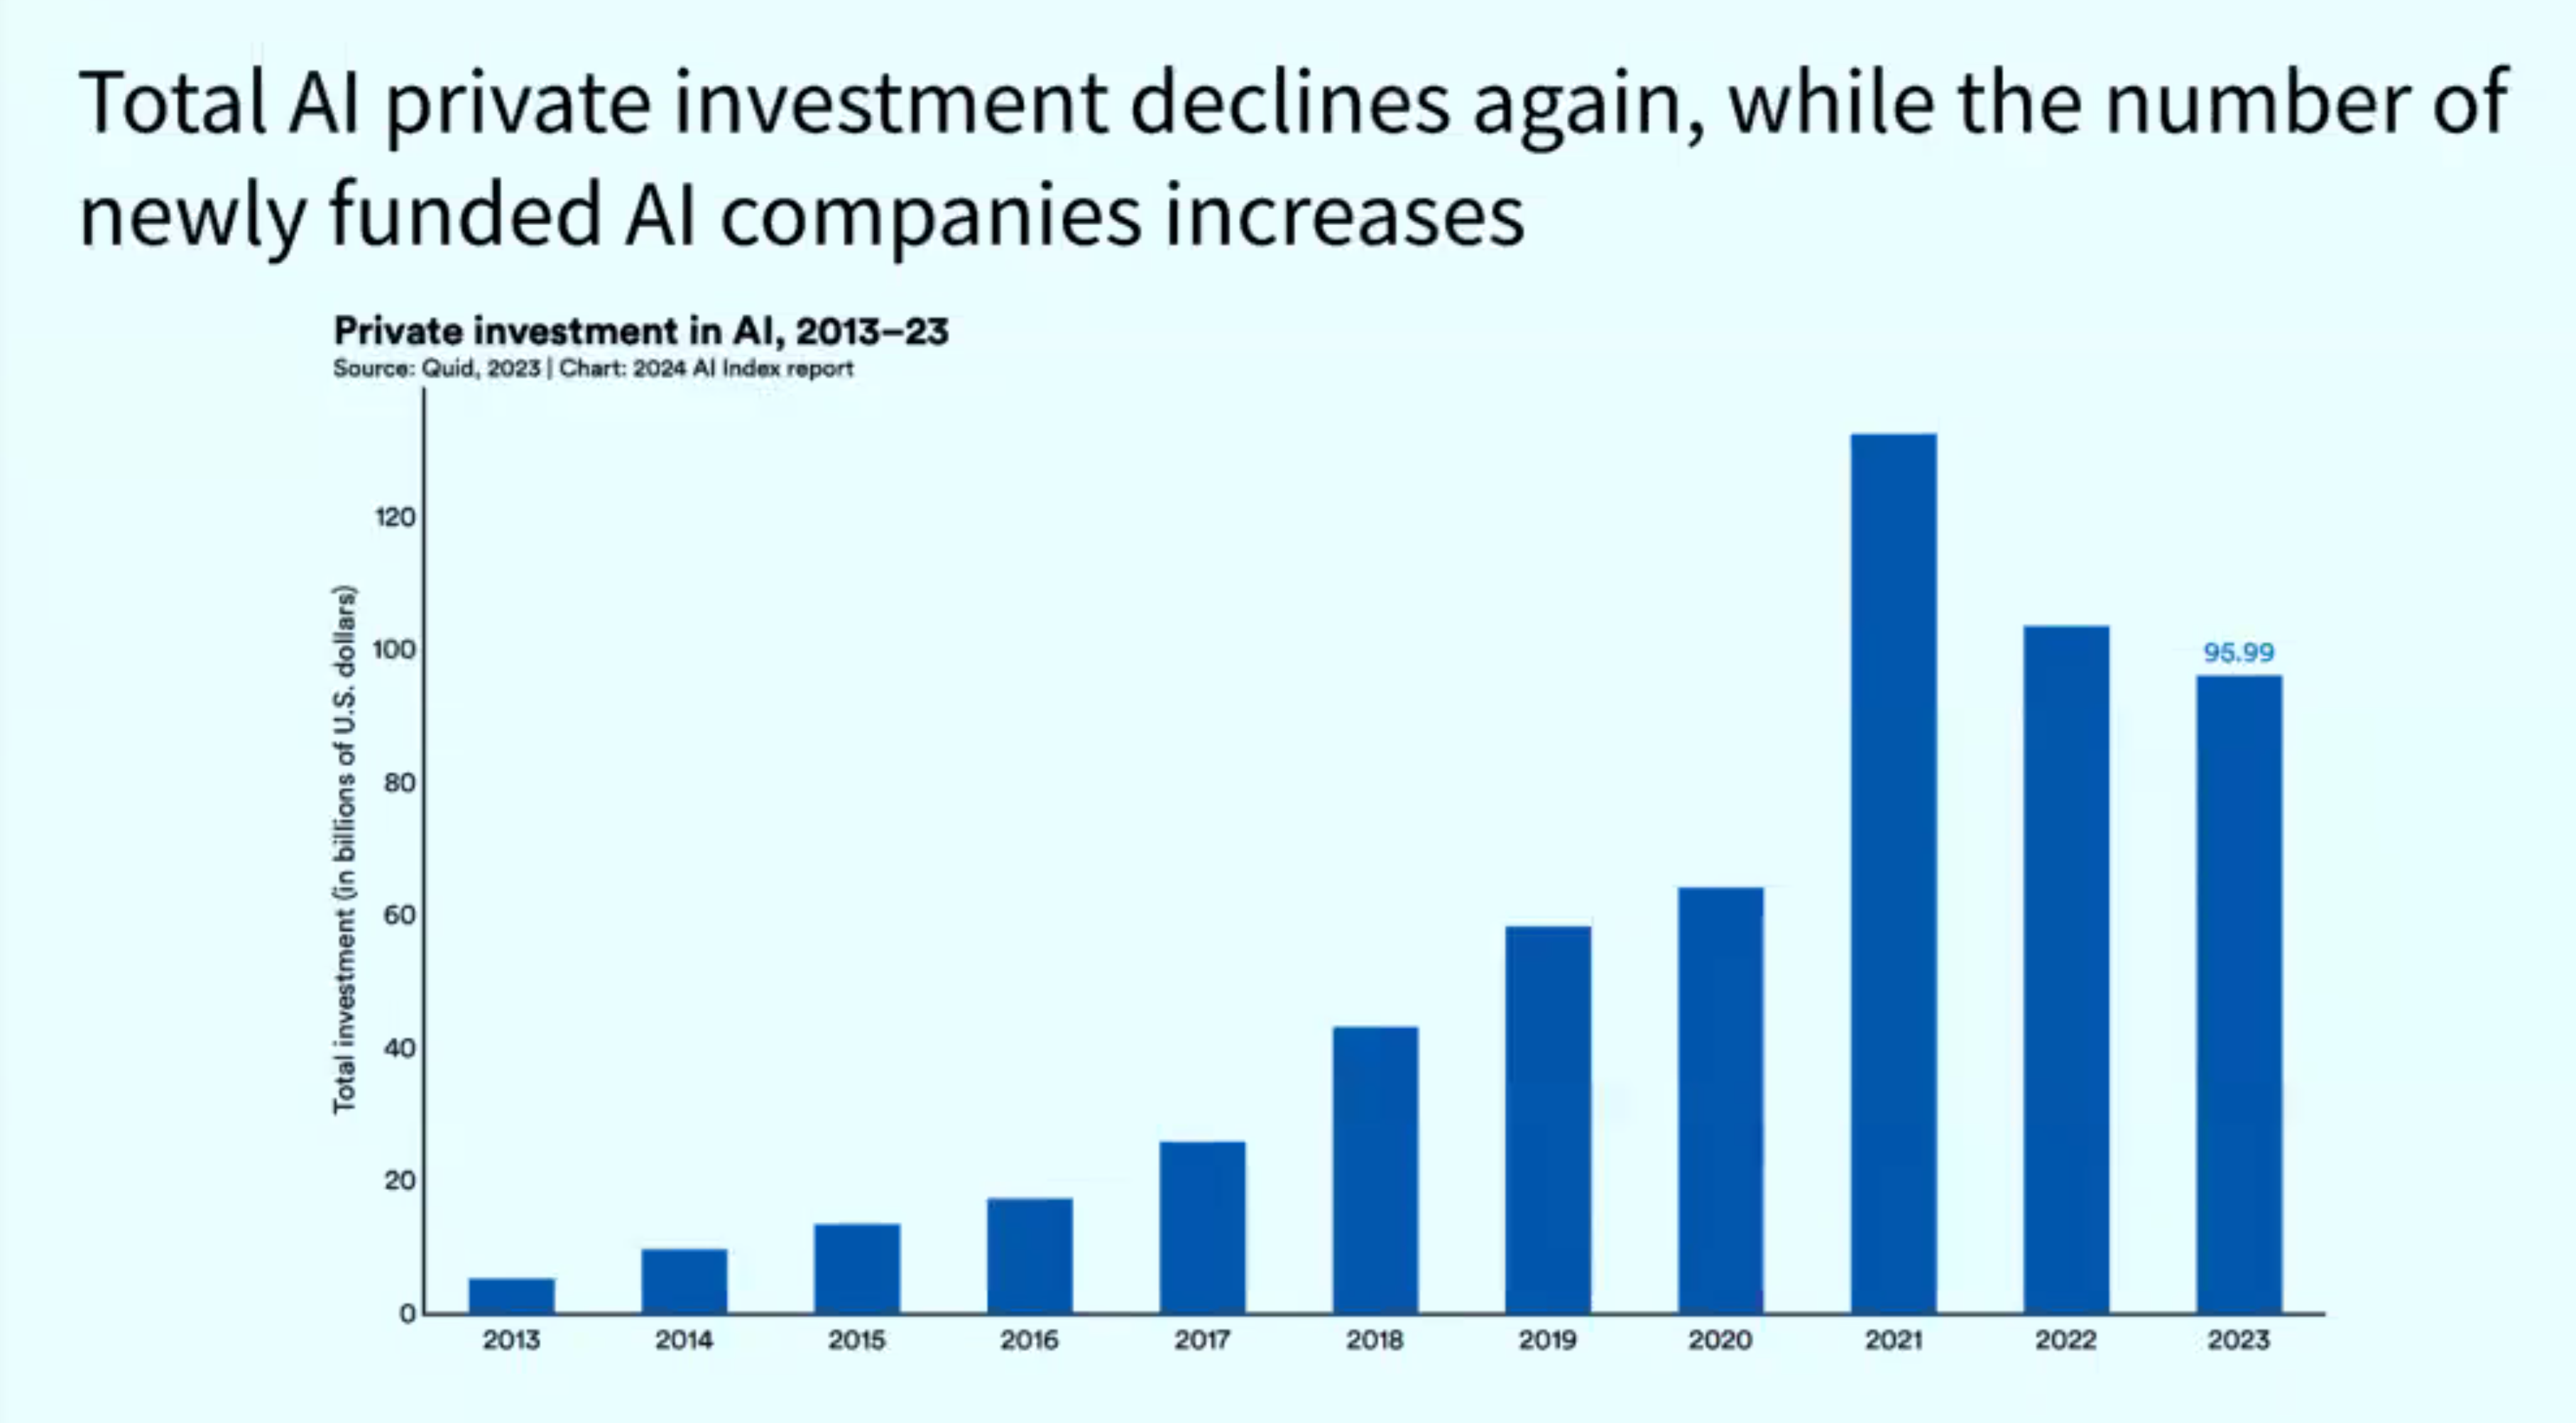 Total AI private investment declines again, while the number of
newly funded AI companies increases
Private investment in AI, 2013–23
Source: Quid, 2023 | Chart: 2024 AI Index report
Total investment (in billions of U.S. dollars)
120
100
80
60
40
20
0
95.99
2013 2014 2015 2016 2017 2018 2019 2020 2021 2022 2023